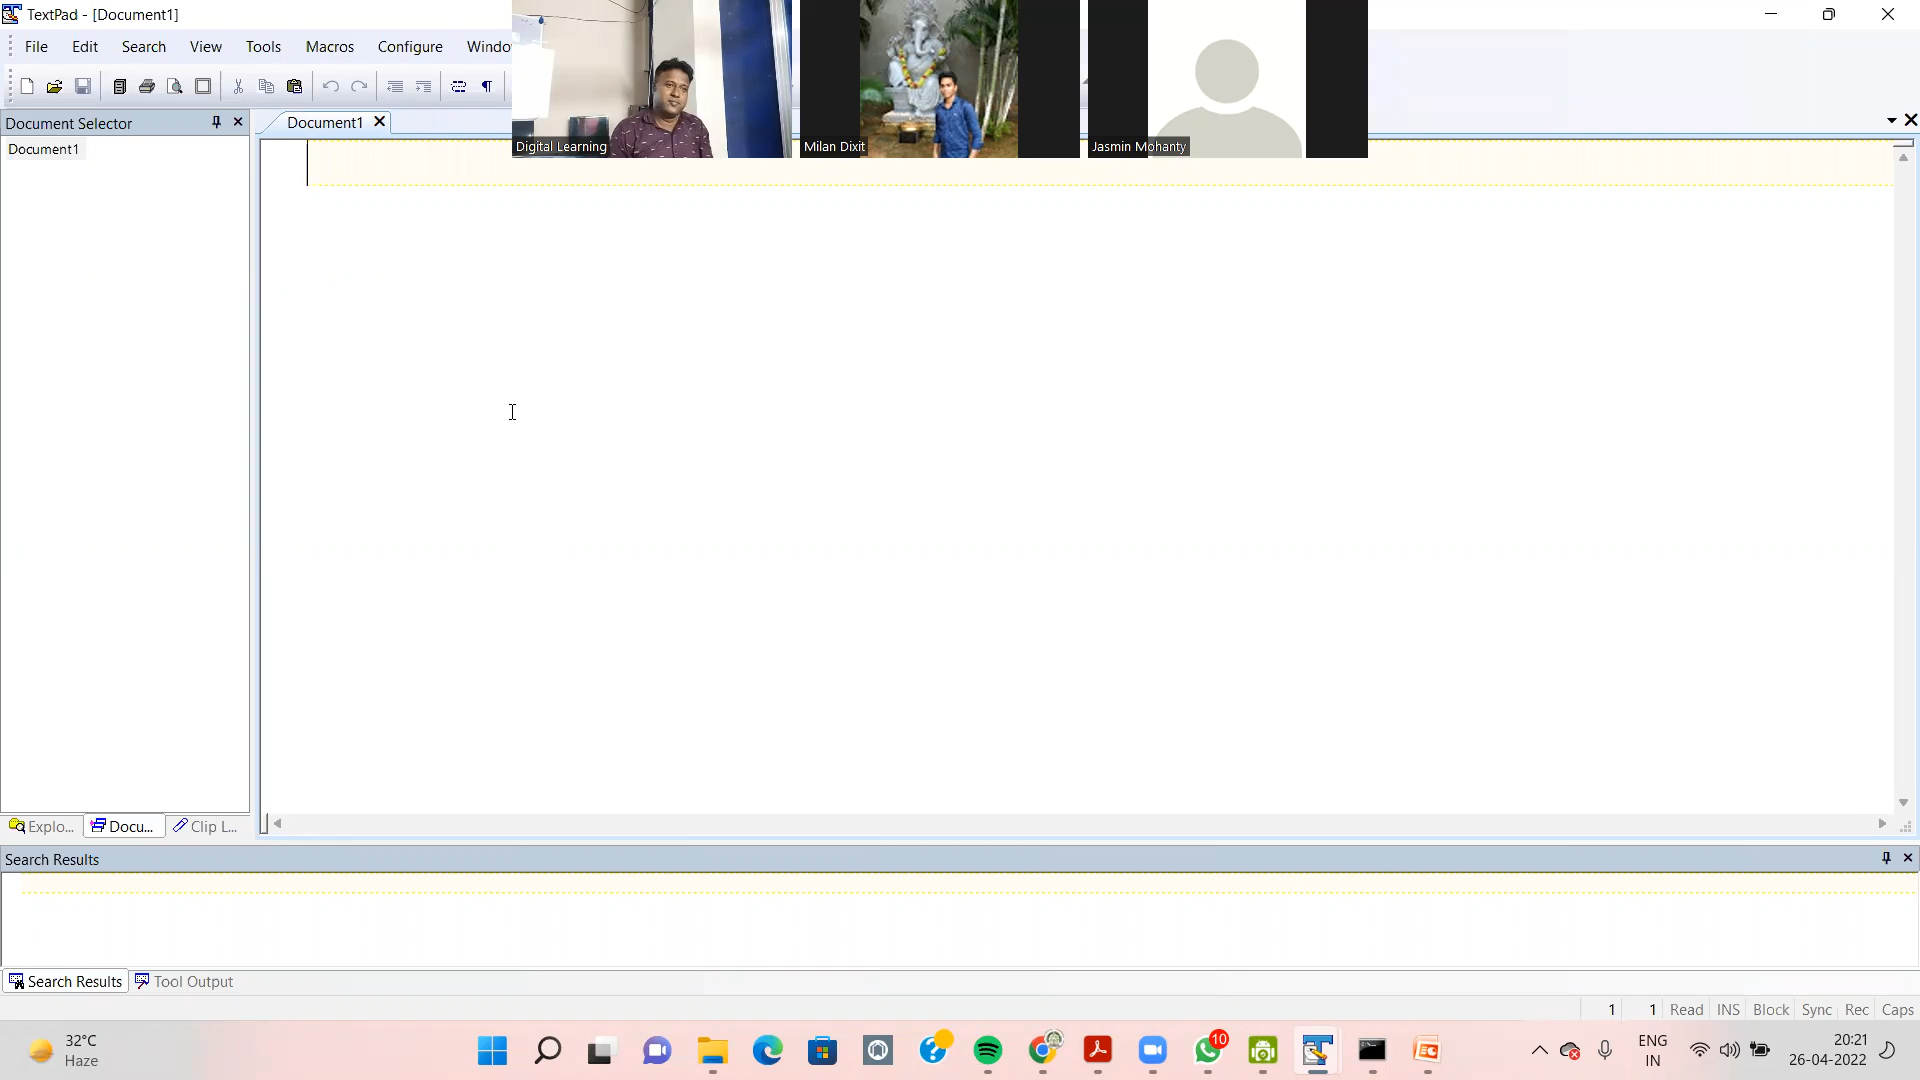 TextPad - [Document1]
File Edit Search View Tools Macros Configure Windo
Digital Learning
Milan Dixit
Jasmin Mohanty
Document Selector
Document1
Document1
Explo... Docu... Clip L...
Search Results
Search Results Tool Output
1 1 Read INS Block Sync Rec Caps
32°C
Haze
10
ENG
IN
20:21
26-04-2022